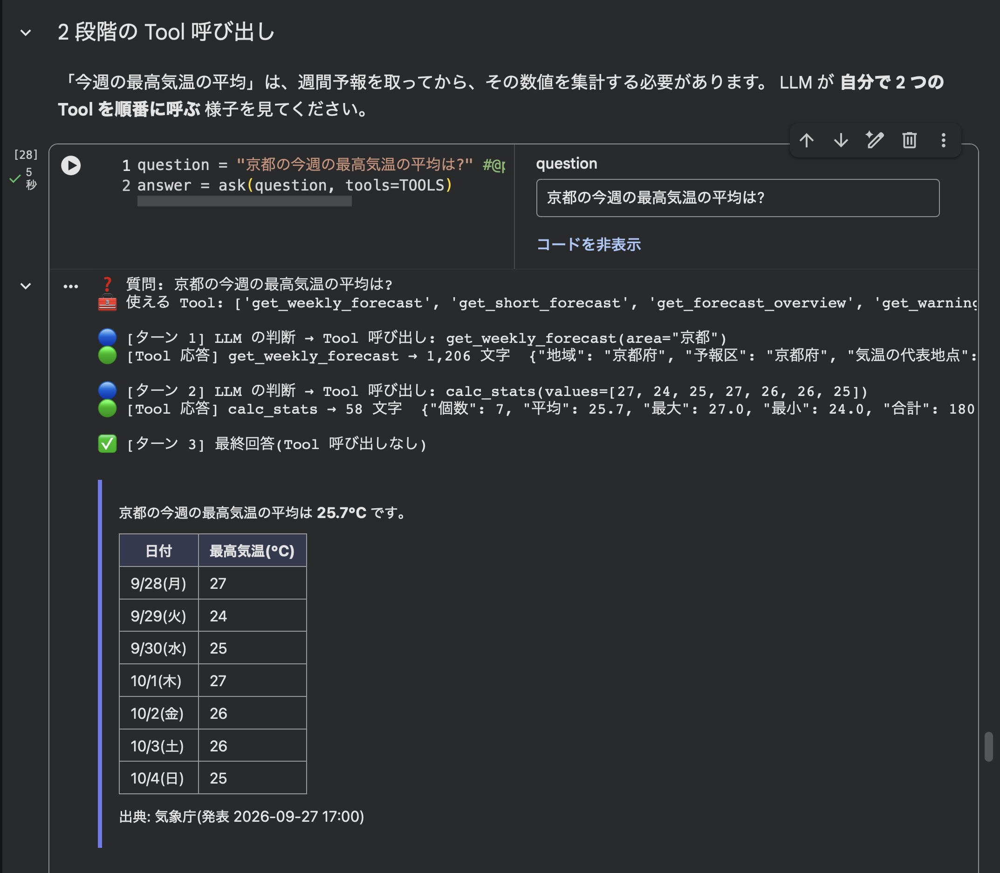 2 段階の Tool 呼び出し
「今週の最高気温の平均」は、週間予報を取ってから、その数値を集計する必要があります。 LLM が 自分で 2 つの
Tool を順番に呼ぶ 様子を見てください。
[28]
5
秒
1 question = "京都の今週の最高気温の平均は?" #@p
2 answer = ask(question, tools=TOOLS)
question
京都の今週の最高気温の平均は?
コードを非表示
❓ 質問: 京都の今週の最高気温の平均は?
🧰 使える Tool: ['get_weekly_forecast', 'get_short_forecast', 'get_forecast_overview', 'get_warning
🔵 [ターン 1] LLM の判断 → Tool 呼び出し: get_weekly_forecast(area="京都")
🟢 [Tool 応答] get_weekly_forecast → 1,206 文字 {"地域": "京都府", "予報区": "京都府", "気温の代表地点":
🔵 [ターン 2] LLM の判断 → Tool 呼び出し: calc_stats(values=[27, 24, 25, 27, 26, 26, 25])
🟢 [Tool 応答] calc_stats → 58 文字 {"個数": 7, "平均": 25.7, "最大": 27.0, "最小": 24.0, "合計": 180
✅ [ターン 3] 最終回答(Tool 呼び出しなし)
京都の今週の最高気温の平均は 25.7°C です。
日付 最高気温(°C)
9/28(月) 27
9/29(火) 24
9/30(水) 25
10/1(木) 27
10/2(金) 26
10/3(土) 26
10/4(日) 25
出典: 気象庁(発表 2026-09-27 17:00)